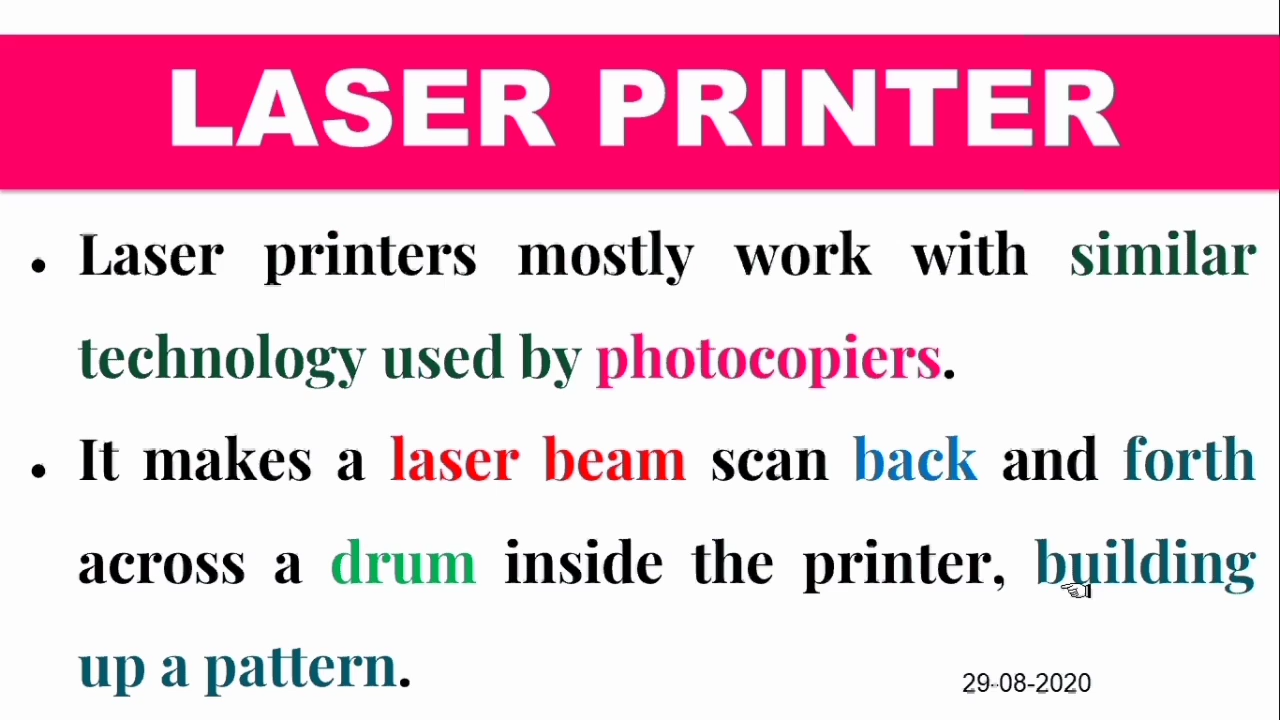 LASER PRINTER
• Laser printers mostly work with similar
technology used by photocopiers.
• It makes a laser beam scan back and forth
across a drum inside the printer, building
up a pattern.
29-08-2020